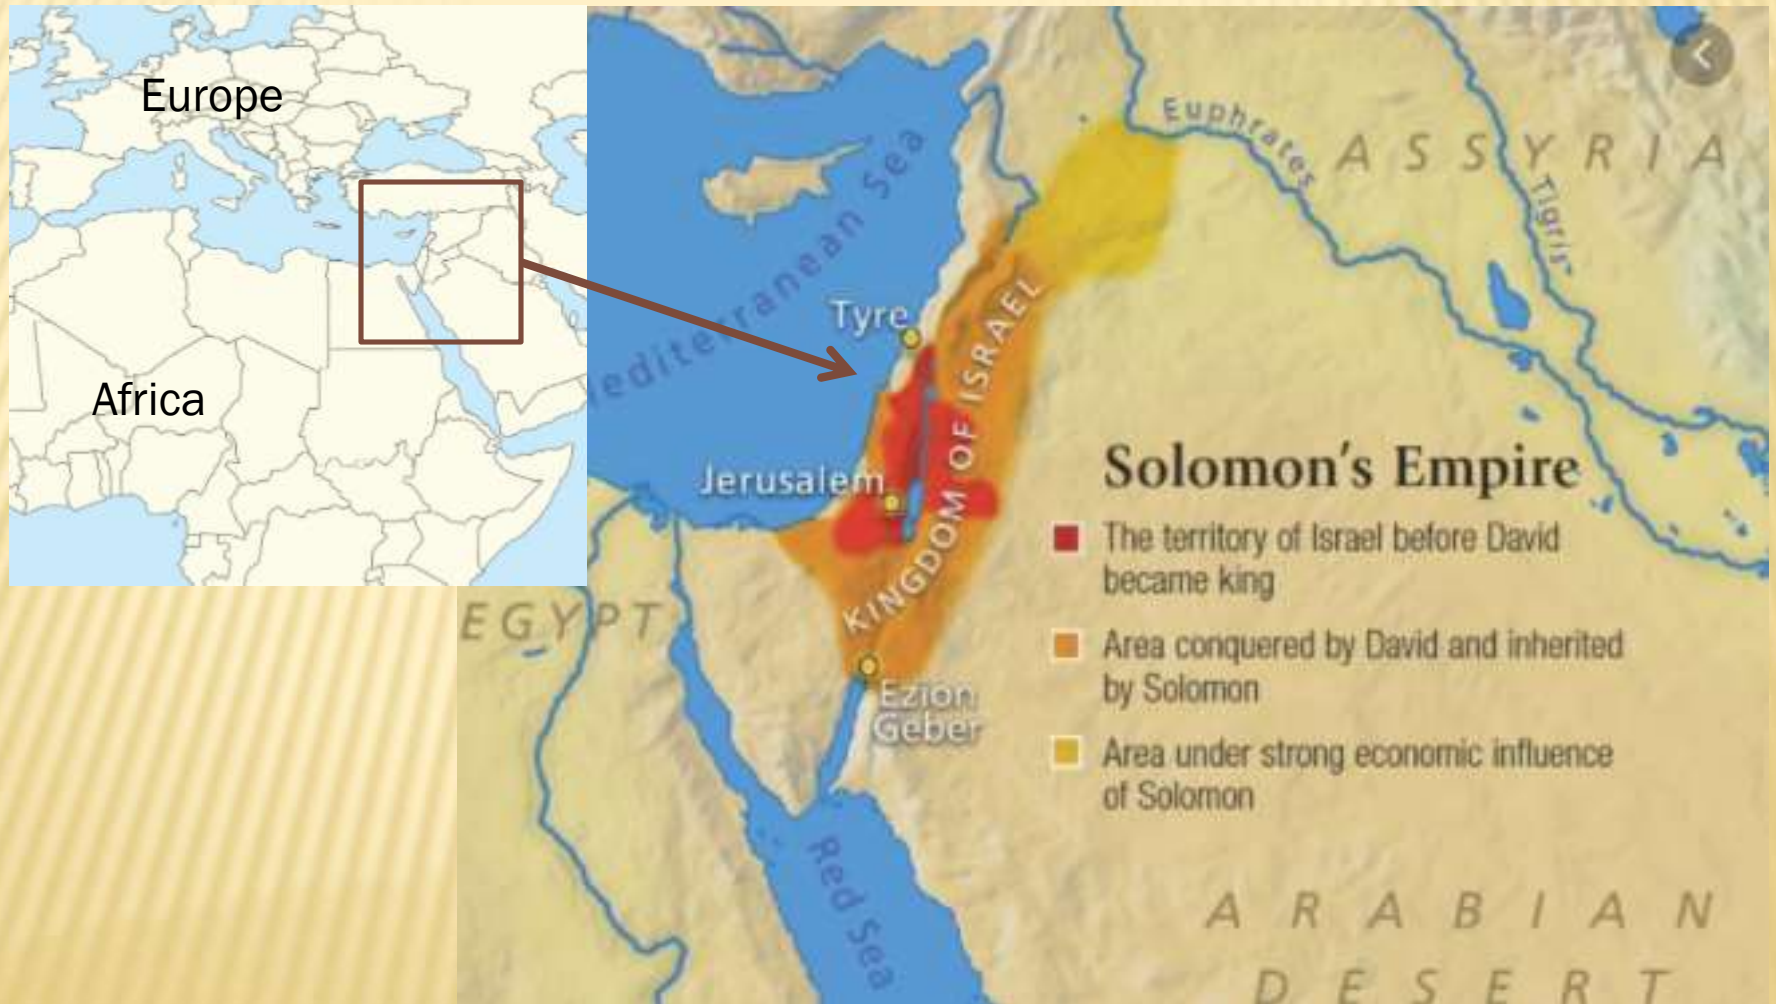 Europe
Africa
Euphrates
ASSYRIA
Tigris
Mediterranean Sea
Tyre
KINGDOM OF ISRAEL
Jerusalem
Solomon's Empire
The territory of Israel before David
became king
Area conquered by David and inherited
by Solomon
Area under strong economic influence
of Solomon
EGYPT
Ezion
Geber
Red Sea
ARABIAN
DESERT